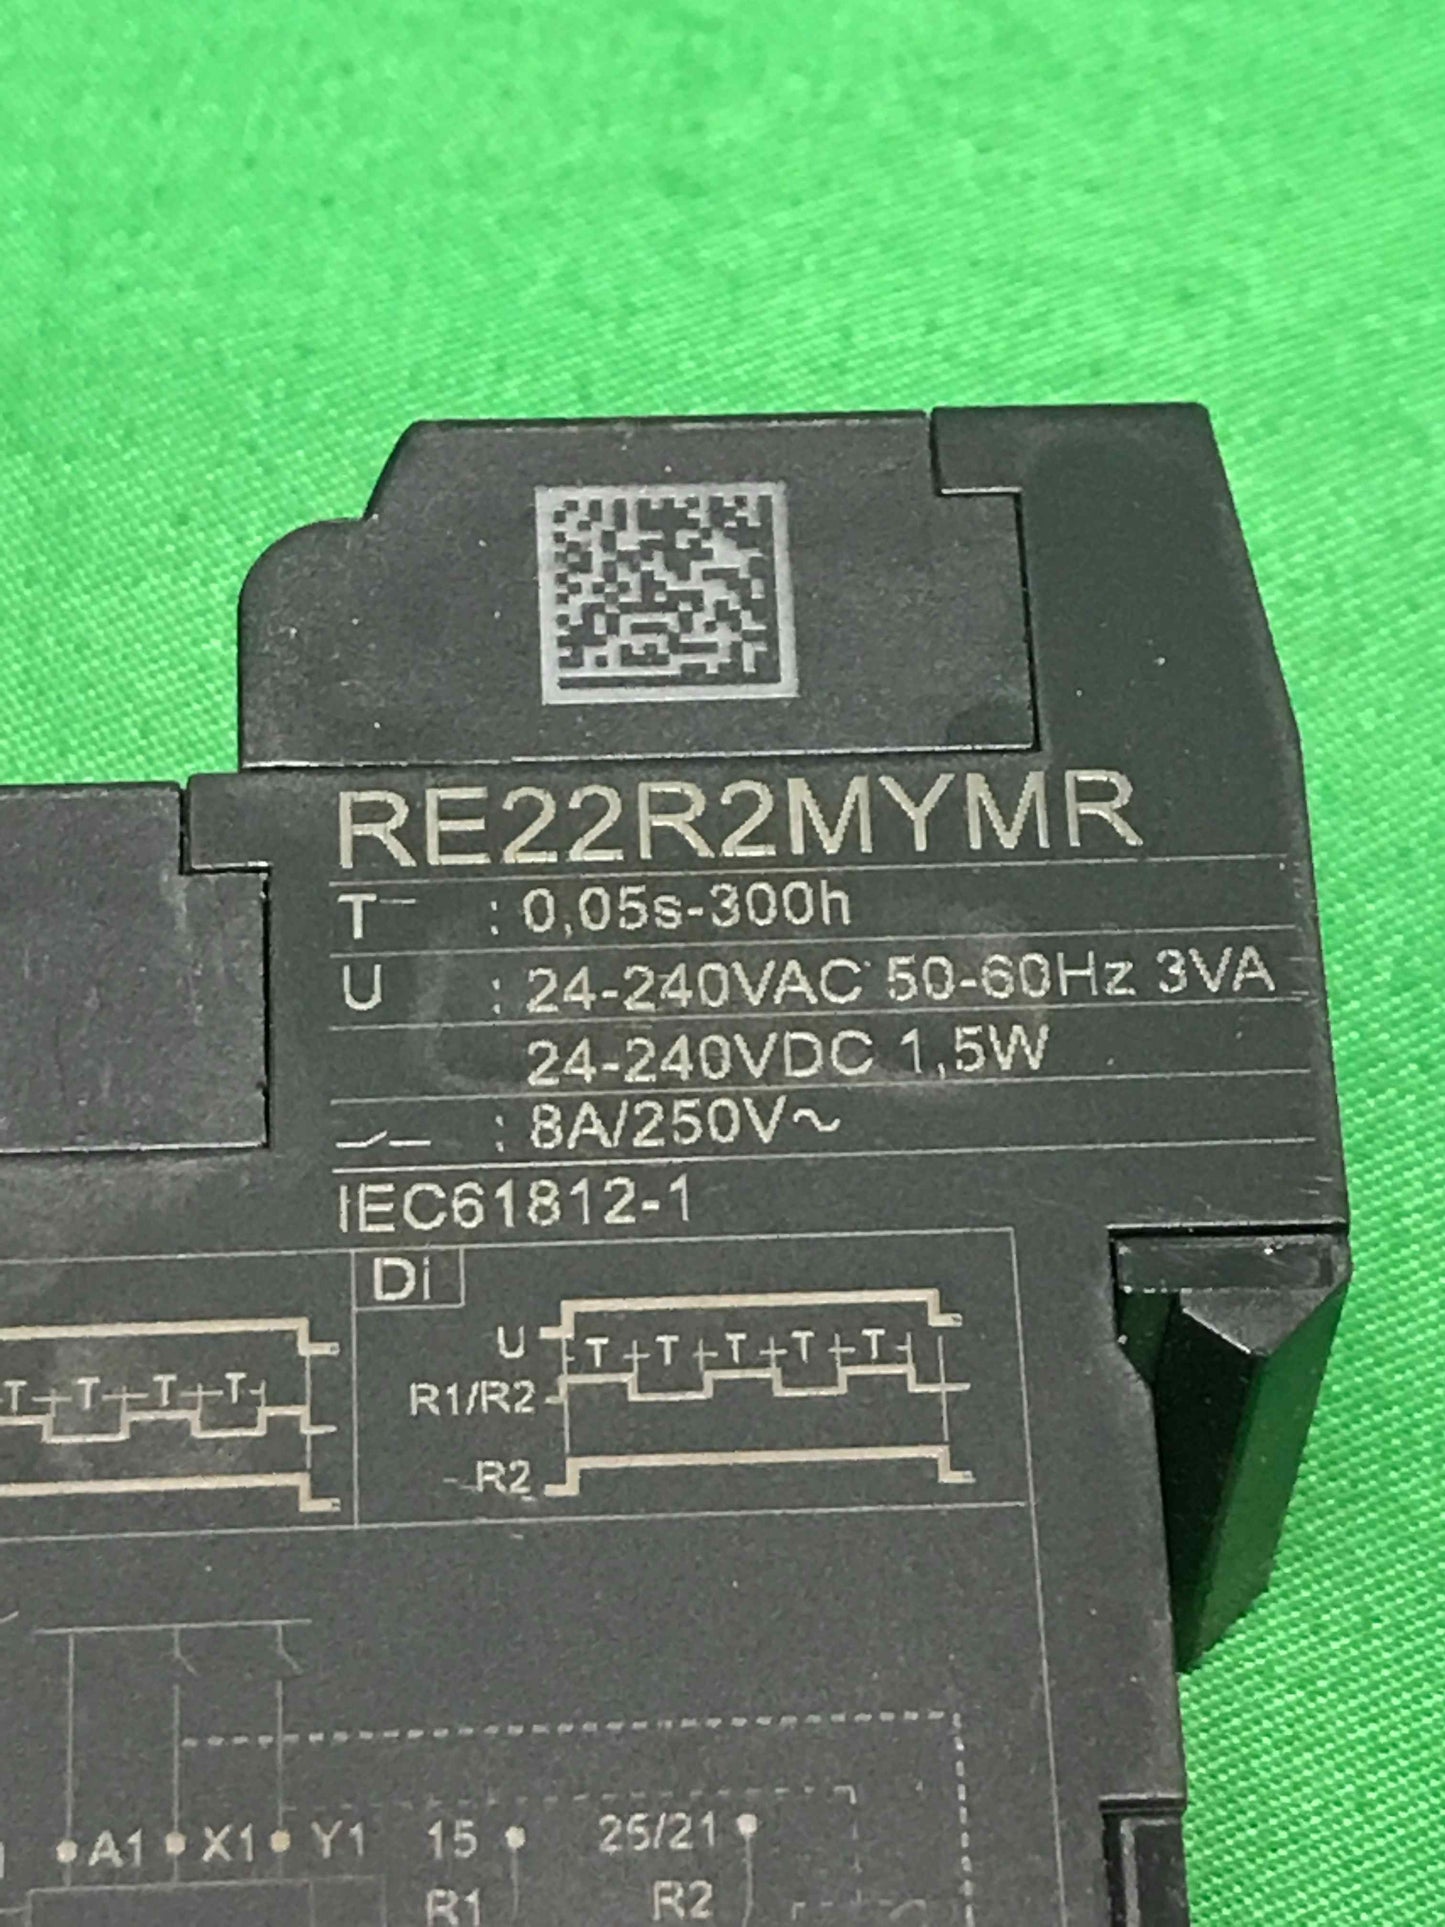 RE22R2MYMR
T : 0,05s-300h
U : 24-240VAC 50-60Hz 3VA
24-240VDC 1,5W
: 8A/250V~
IEC61812-1
Di
U
T T T T T
R1/R2
R2
T T T T
A1 X1 Y1 15 25/21
R1 R2